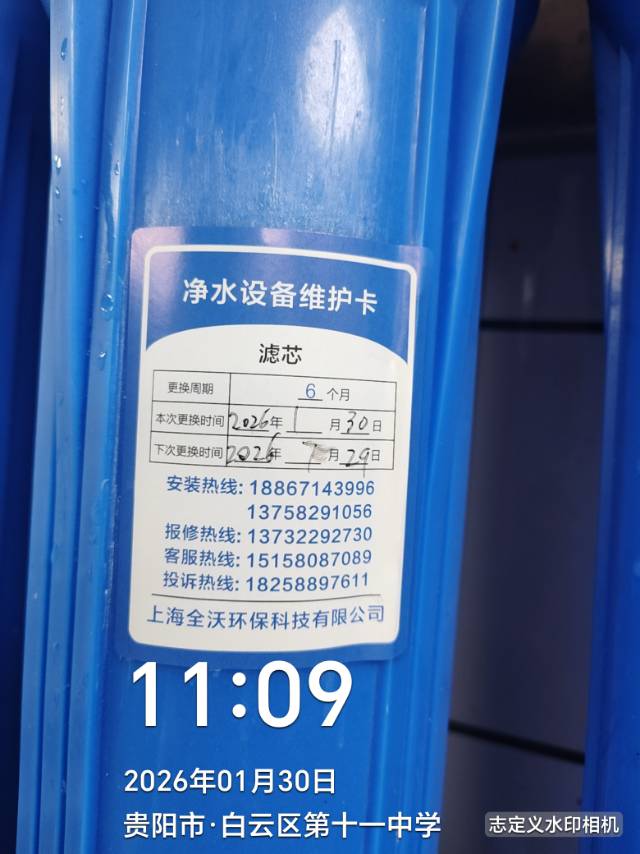 净水设备维护卡
滤芯
更换周期 6 个月
本次更换时间 2026年 1 月 30 日
下次更换时间 2026年 7 月 29 日
安装热线: 18867143996
13758291056
报修热线: 13732292730
客服热线: 15158087089
投诉热线: 18258897611
上海全沃环保科技有限公司
11:09
2026年01月30日
贵阳市·白云区第十一中学
志定义水印相机